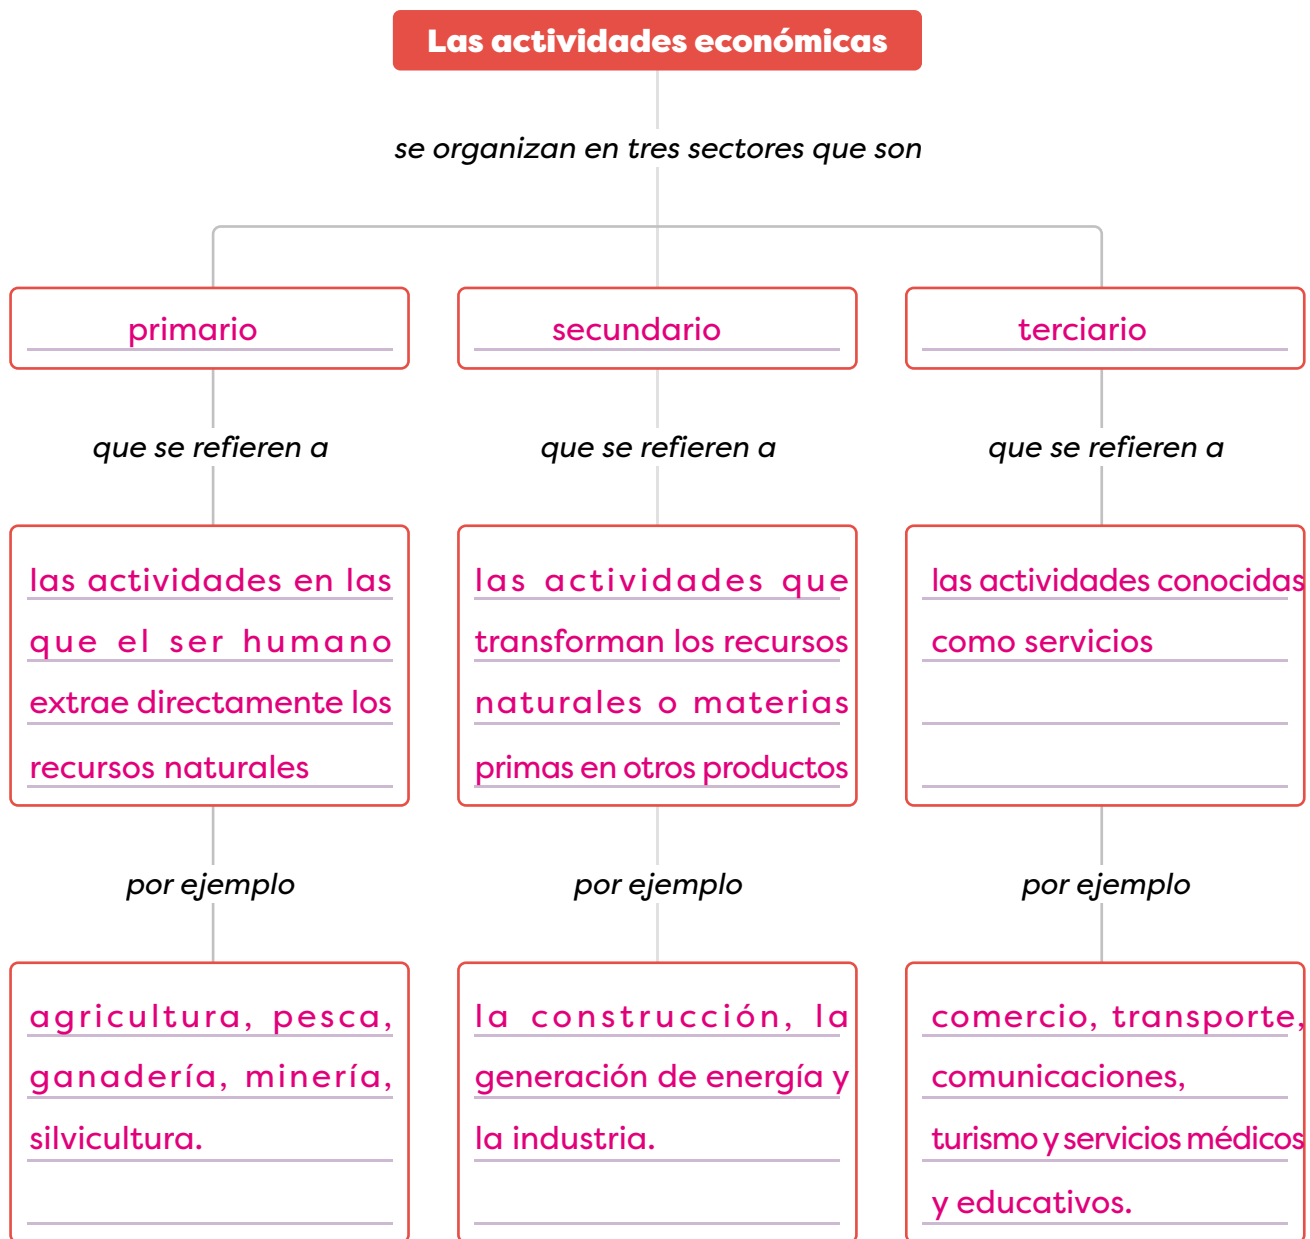 Las actividades económicas
se organizan en tres sectores que son
primario
secundario
terciario
que se refieren a
que se refieren a
que se refieren a
las actividades en las
que el ser humano
extrae directamente los
recursos naturales
las actividades que
transforman los recursos
naturales o materias
primas en otros productos
las actividades conocidas
como servicios
por ejemplo
por ejemplo
por ejemplo
agricultura, pesca,
ganadería, minería,
silvicultura.
la construcción, la
generación de energía y
la industria.
comercio, transporte,
comunicaciones,
turismo y servicios médicos
y educativos.